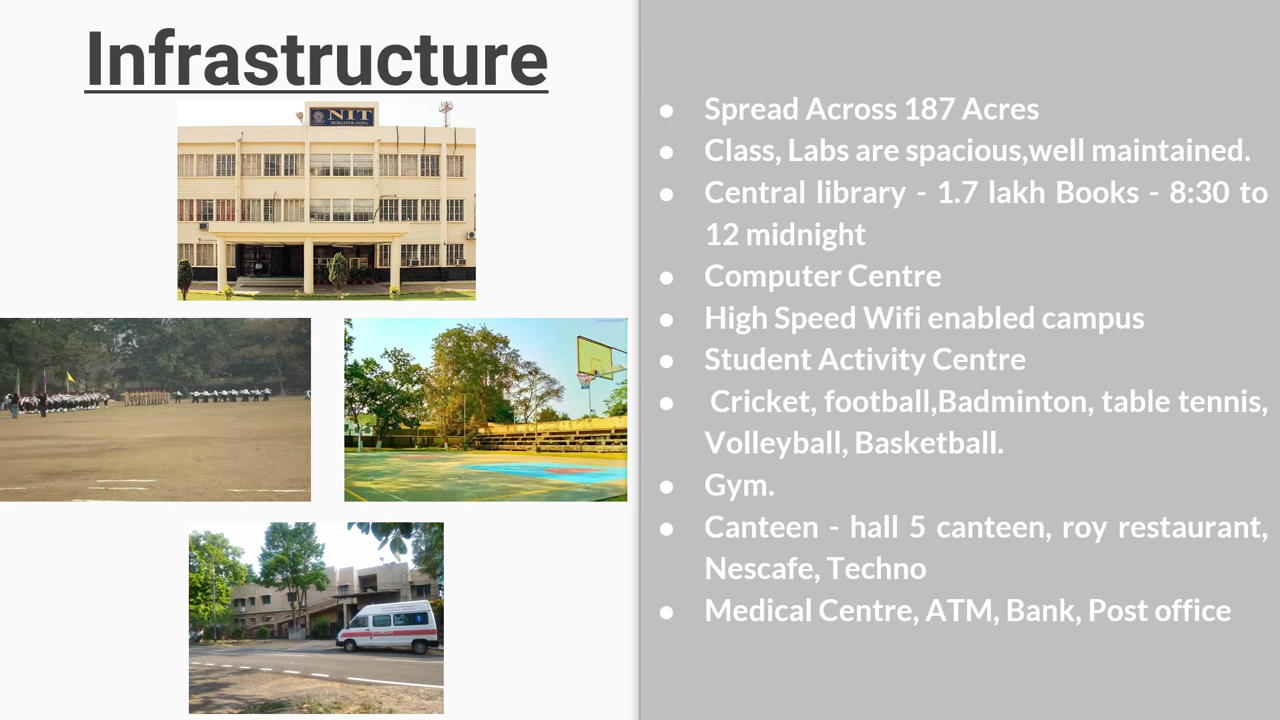 Infrastructure
NIT
DURGAPUR, INDIA
● Spread Across 187 Acres
● Class, Labs are spacious,well maintained.
● Central library - 1.7 lakh Books - 8:30 to
12 midnight
● Computer Centre
● High Speed Wifi enabled campus
● Student Activity Centre
● Cricket, football,Badminton, table tennis,
Volleyball, Basketball.
● Gym.
● Canteen - hall 5 canteen, roy restaurant,
Nescafe, Techno
● Medical Centre, ATM, Bank, Post office